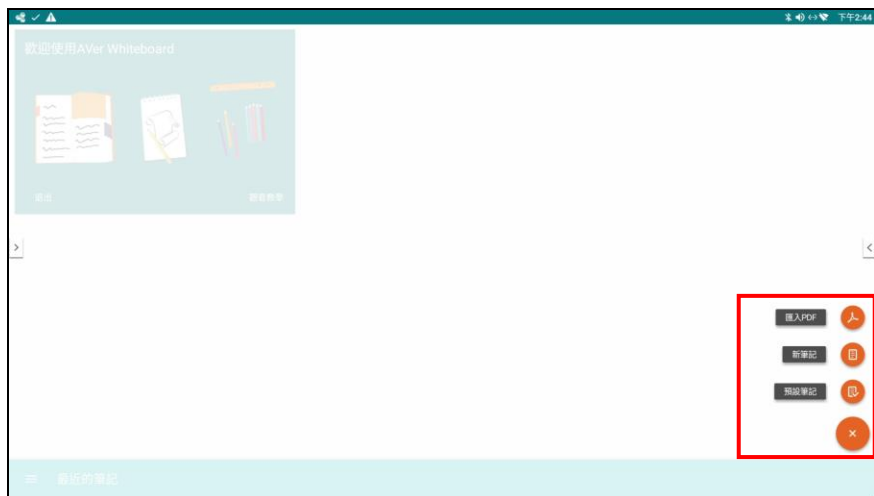 下午2:44
歡迎使用AVer Whiteboard
退出
觀看教學
匯入PDF
新筆記
預設筆記
最近的筆記